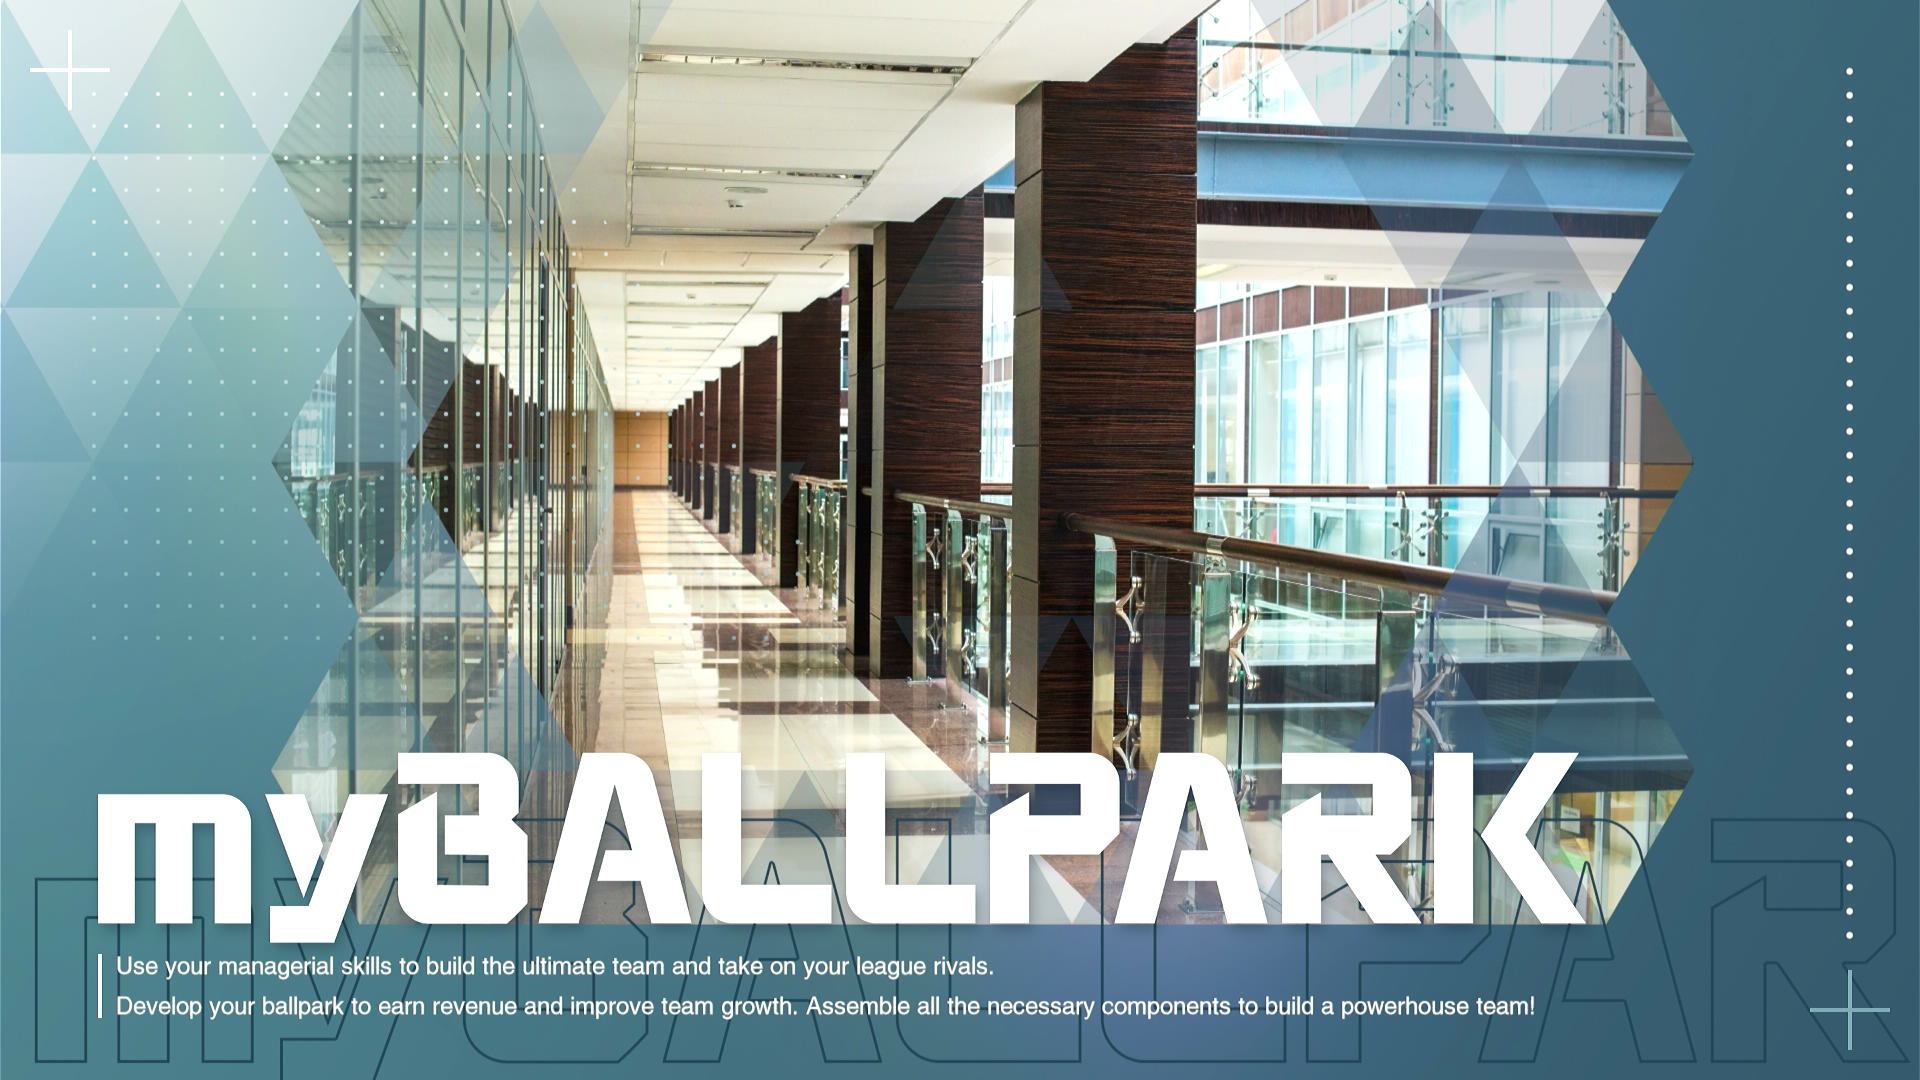 myBALLPARK
Use your managerial skills to build the ultimate team and take on your league rivals.
Develop your ballpark to earn revenue and improve team growth. Assemble all the necessary components to build a powerhouse team!
myBALLPAR